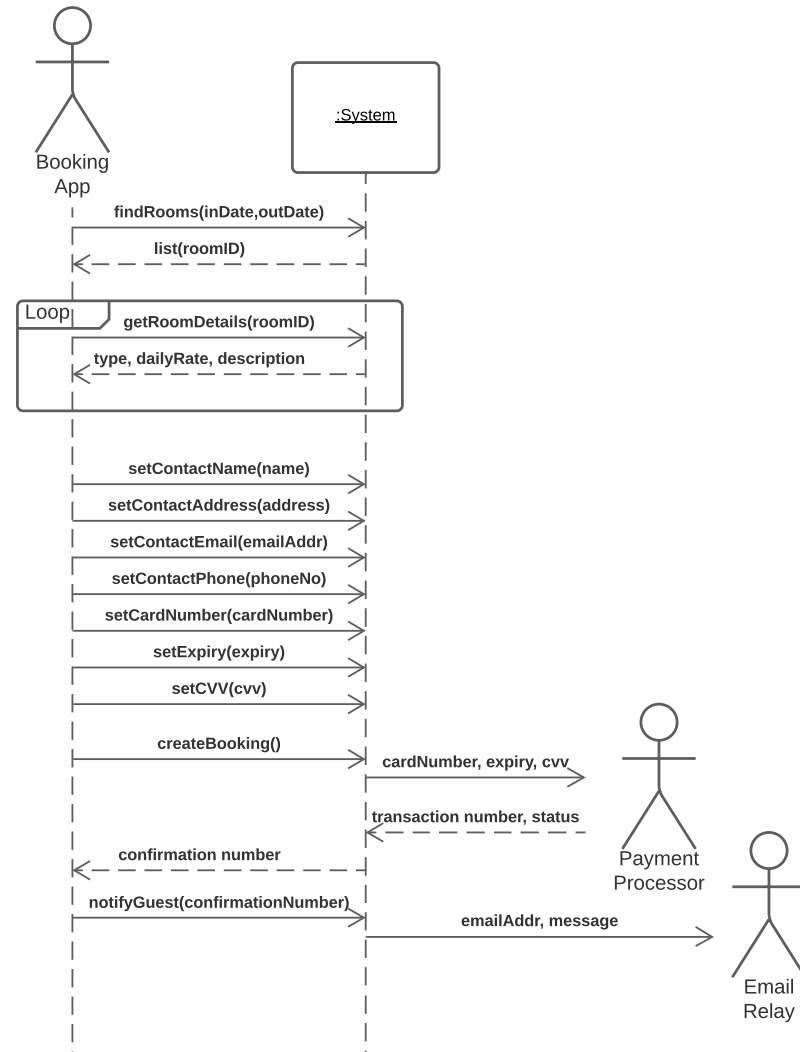 Booking
App
:System
findRooms(inDate,outDate)
list(roomID)
Loop
getRoomDetails(roomID)
type, dailyRate, description
setContactName(name)
setContactAddress(address)
setContactEmail(emailAddr)
setContactPhone(phoneNo)
setCardNumber(cardNumber)
setExpiry(expiry)
setCVV(cvv)
createBooking()
cardNumber, expiry, cvv
transaction number, status
Payment
Processor
confirmation number
notifyGuest(confirmationNumber)
emailAddr, message
Email
Relay